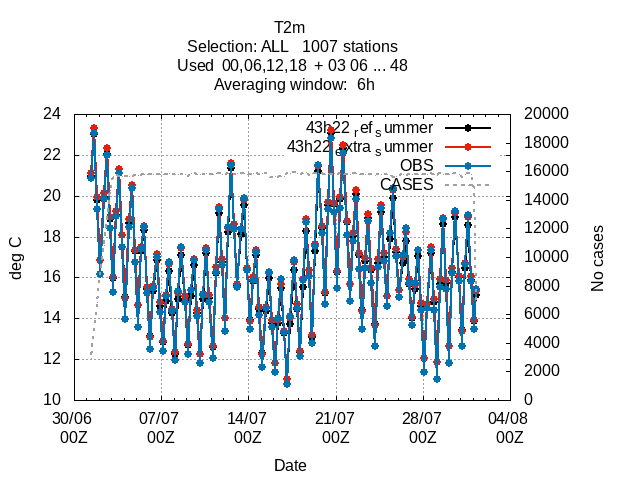 T2m
Selection: ALL 1007 stations
Used 00,06,12,18 + 03 06 ... 48
Averaging window: 6h
43h22refsummer
43h22extrasummer
OBS
CASES
deg C
24
22
20
18
16
14
12
10
No cases
20000
18000
16000
14000
12000
10000
8000
6000
4000
2000
0
30/06 00Z
07/07 00Z
14/07 00Z
21/07 00Z
28/07 00Z
04/08 00Z
Date